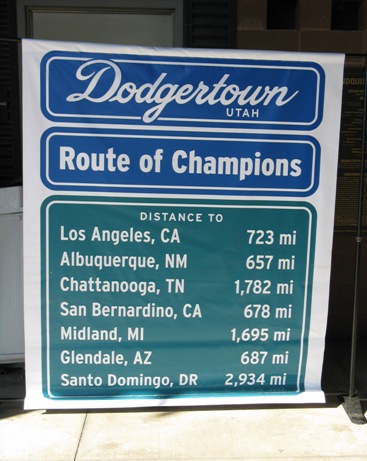 Dodgertown
UTAH
Route of Champions
DISTANCE TO
Los Angeles, CA 723 mi
Albuquerque, NM 657 mi
Chattanooga, TN 1,782 mi
San Bernardino, CA 678 mi
Midland, MI 1,695 mi
Glendale, AZ 687 mi
Santo Domingo, DR 2,934 mi